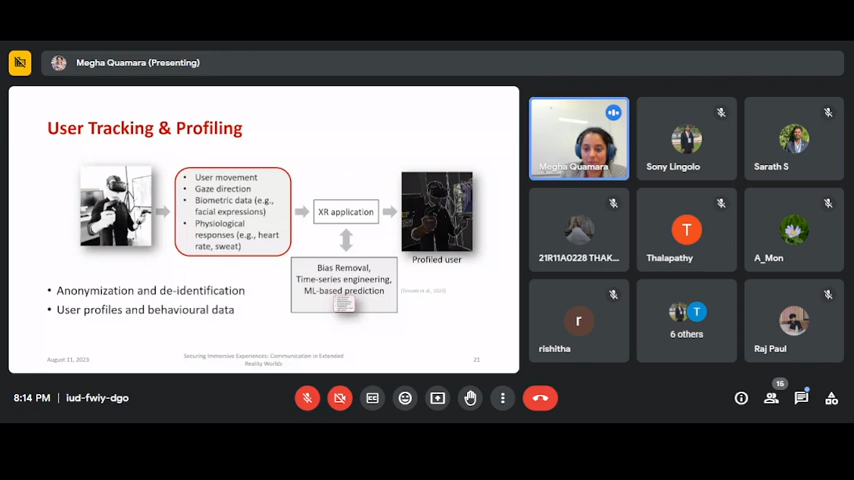 Megha Quamara (Presenting)
User Tracking & Profiling
• User movement
• Gaze direction
• Biometric data (e.g.,
facial expressions)
• Physiological
responses (e.g., heart
rate, sweat)
XR application
Profiled user
Bias Removal,
Time-series engineering,
ML-based prediction
• Anonymization and de-identification
• User profiles and behavioural data
August 11, 2023
Securing Immersive Experiences: Communication in Extended
Reality Worlds
21
Megha Quamara
Sony Lingolo
Sarath S
21R11A0228 THAK...
T
Thalapathy
A_Mon
r
rishitha
T
6 others
Raj Paul
8:14 PM | iud-fwiy-dgo
16